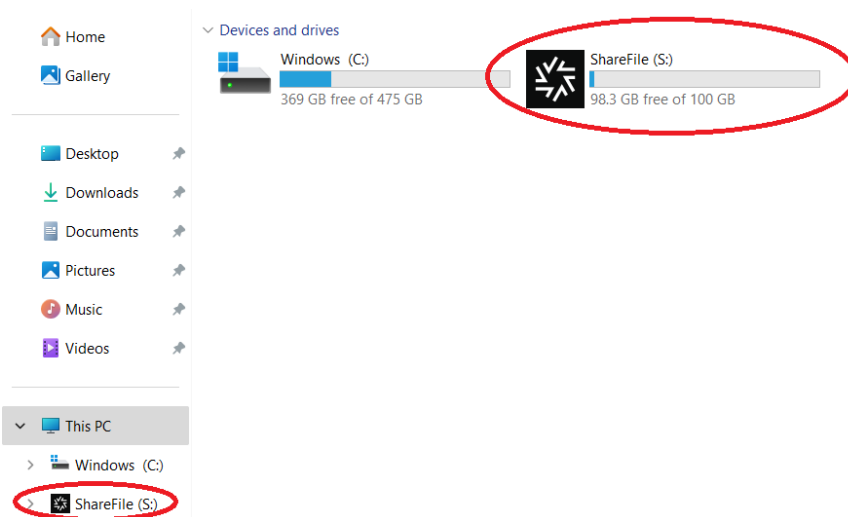 Home
Gallery
Desktop
Downloads
Documents
Pictures
Music
Videos
This PC
Windows (C:)
ShareFile (S:)
Devices and drives
Windows (C:)
369 GB free of 475 GB
ShareFile (S:)
98.3 GB free of 100 GB